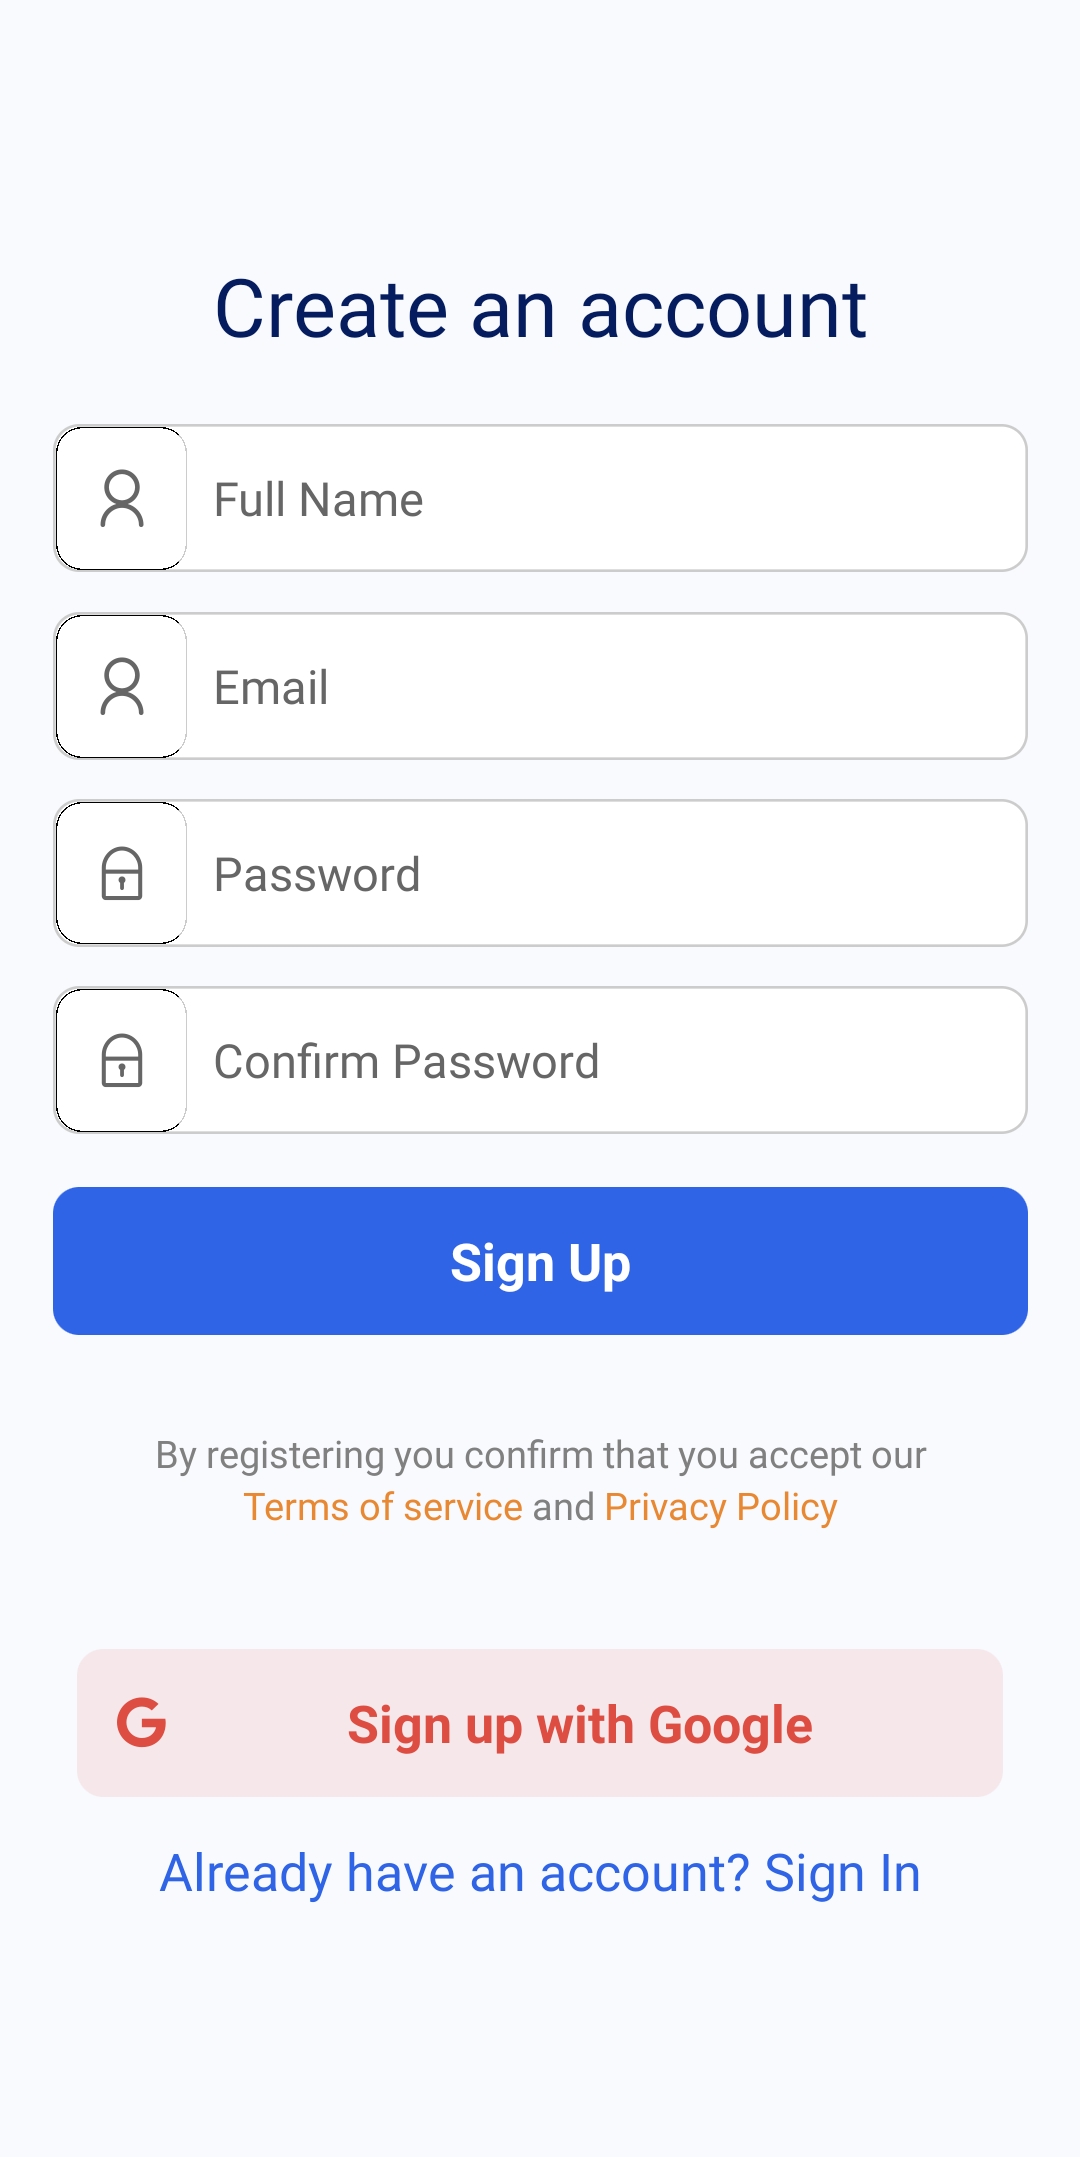 Create an account
Full Name
Email
Password
Confirm Password
Sign Up
By registering you confirm that you accept our
Terms of service and Privacy Policy
Sign up with Google
Already have an account? Sign In